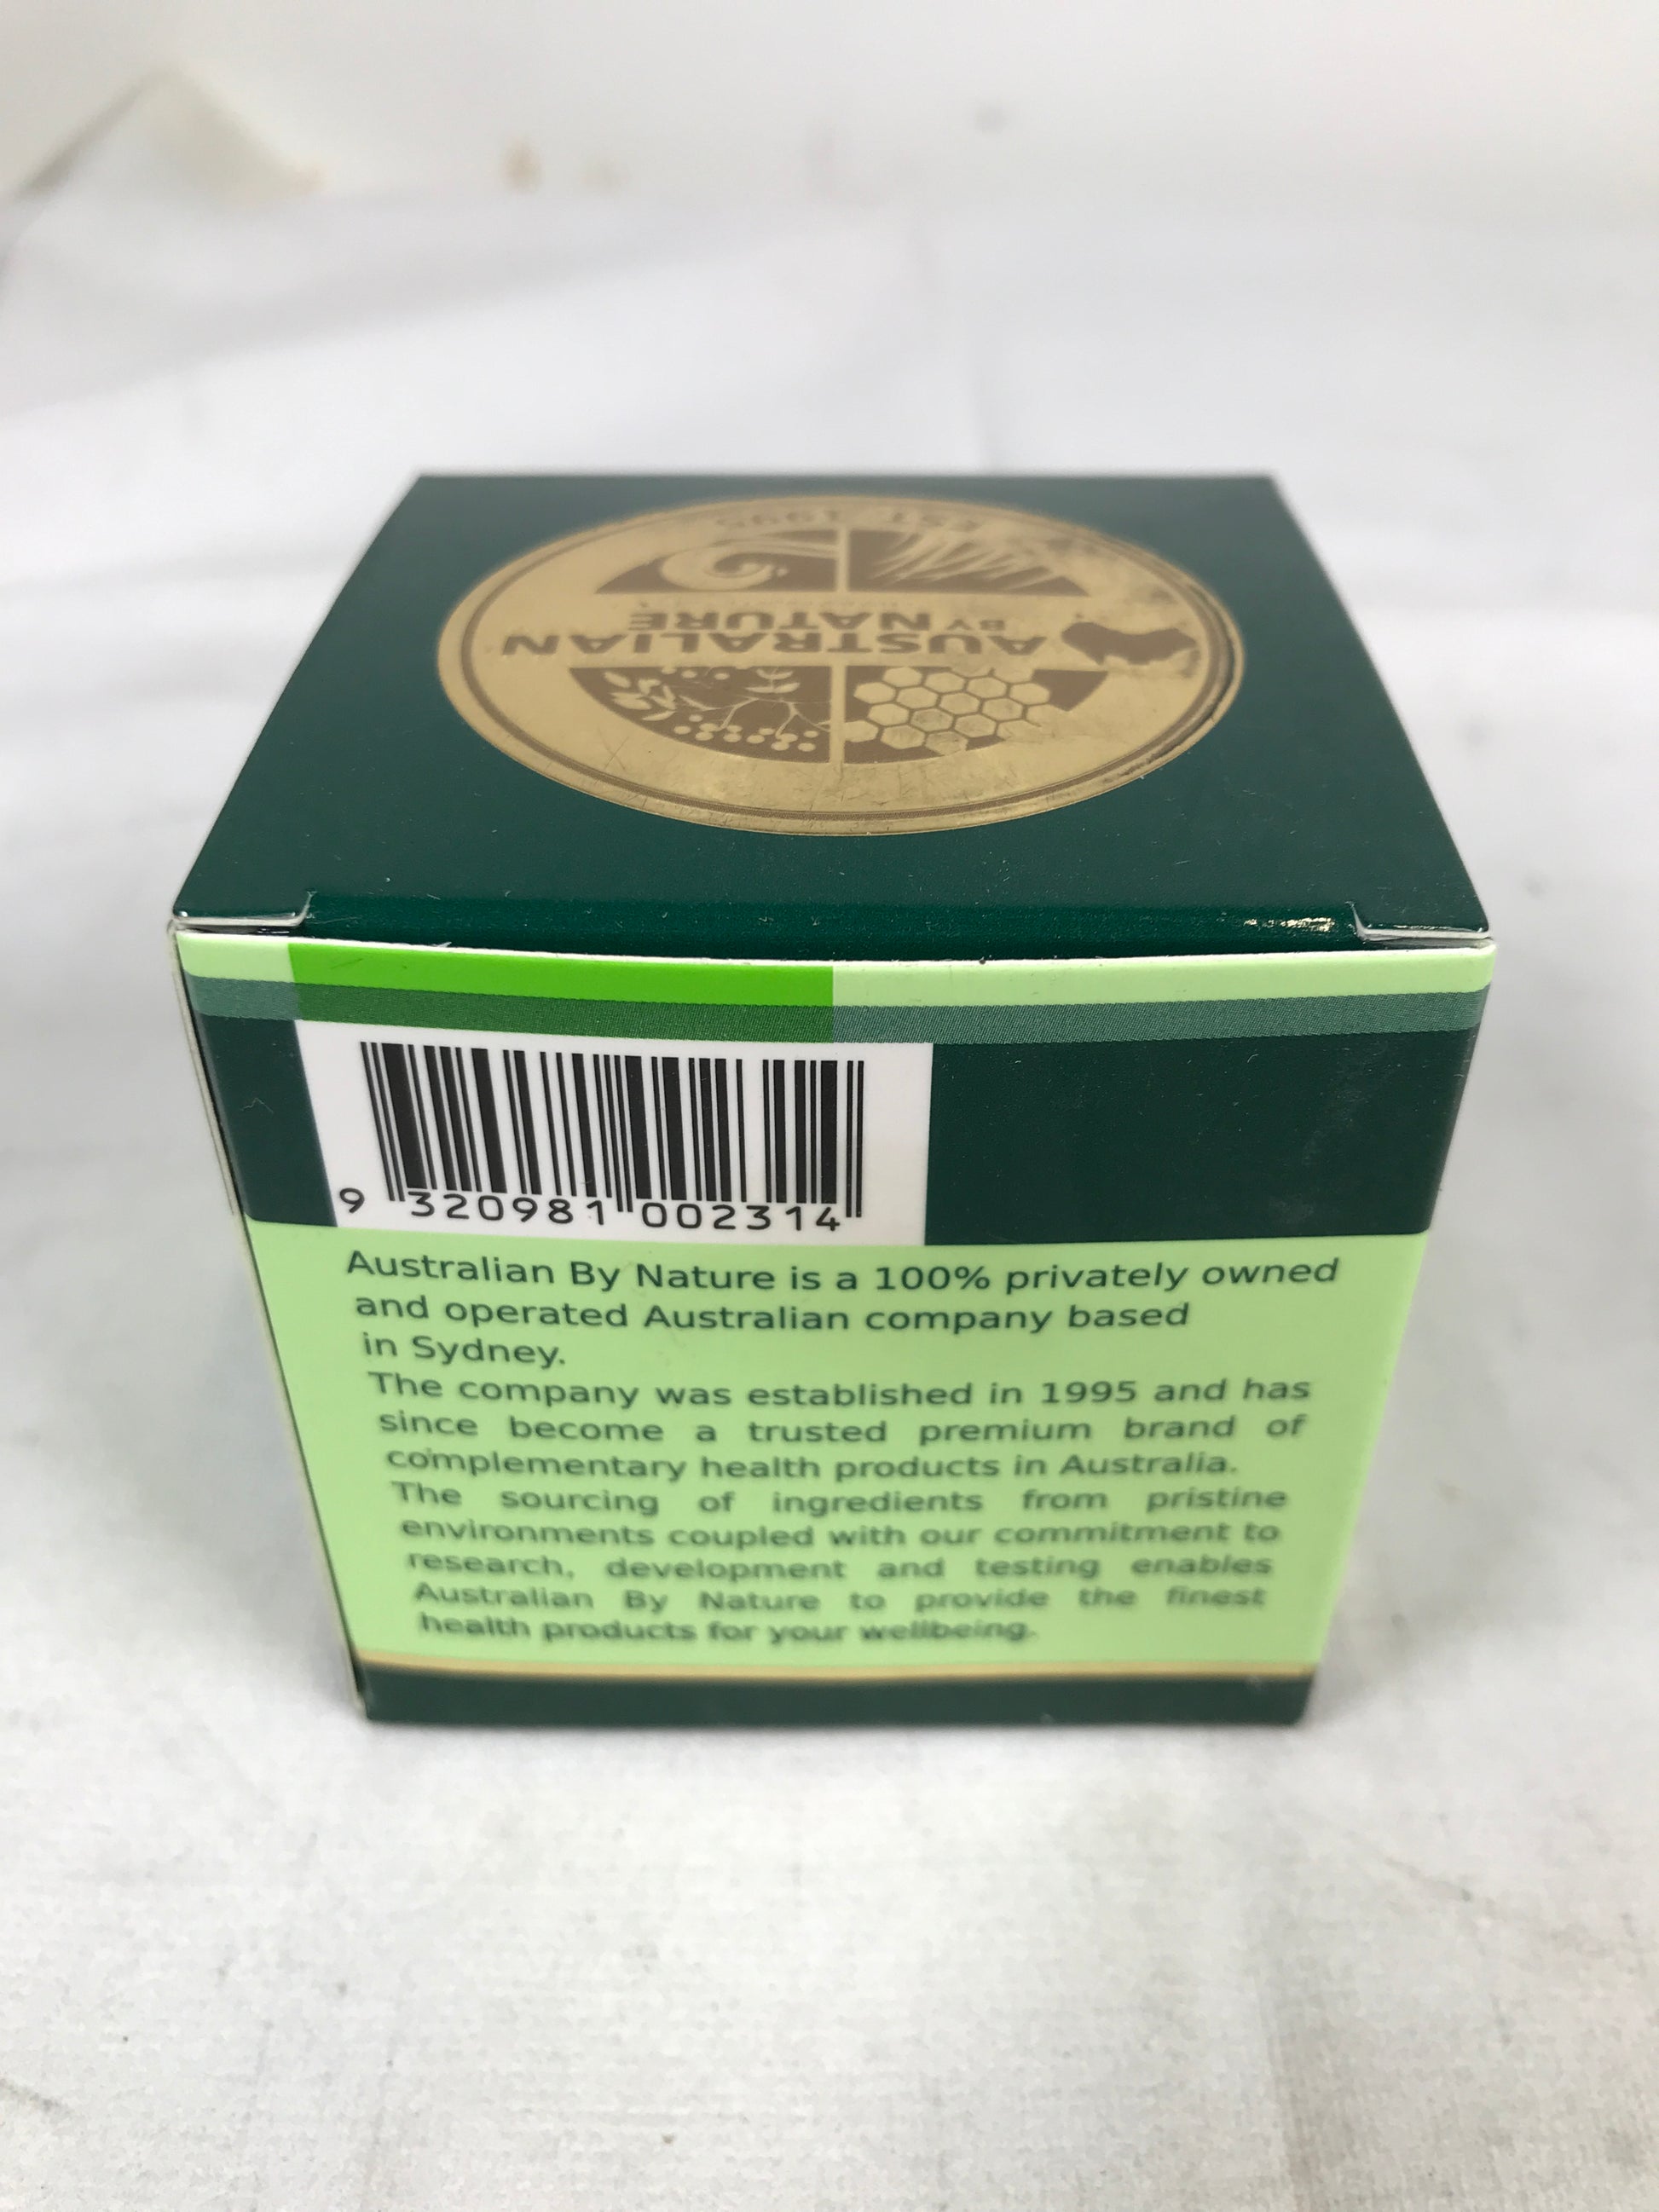 EST. 1995
AUSTRALIAN
BY NATURE
9 320981 002314
Australian By Nature is a 100% privately owned
and operated Australian company based
in Sydney.
The company was established in 1995 and has
since become a trusted premium brand of
complementary health products in Australia.
The sourcing of ingredients from pristine
environments coupled with our commitment to
research, development and testing enables
Australian By Nature to provide the finest
health products for your wellbeing.